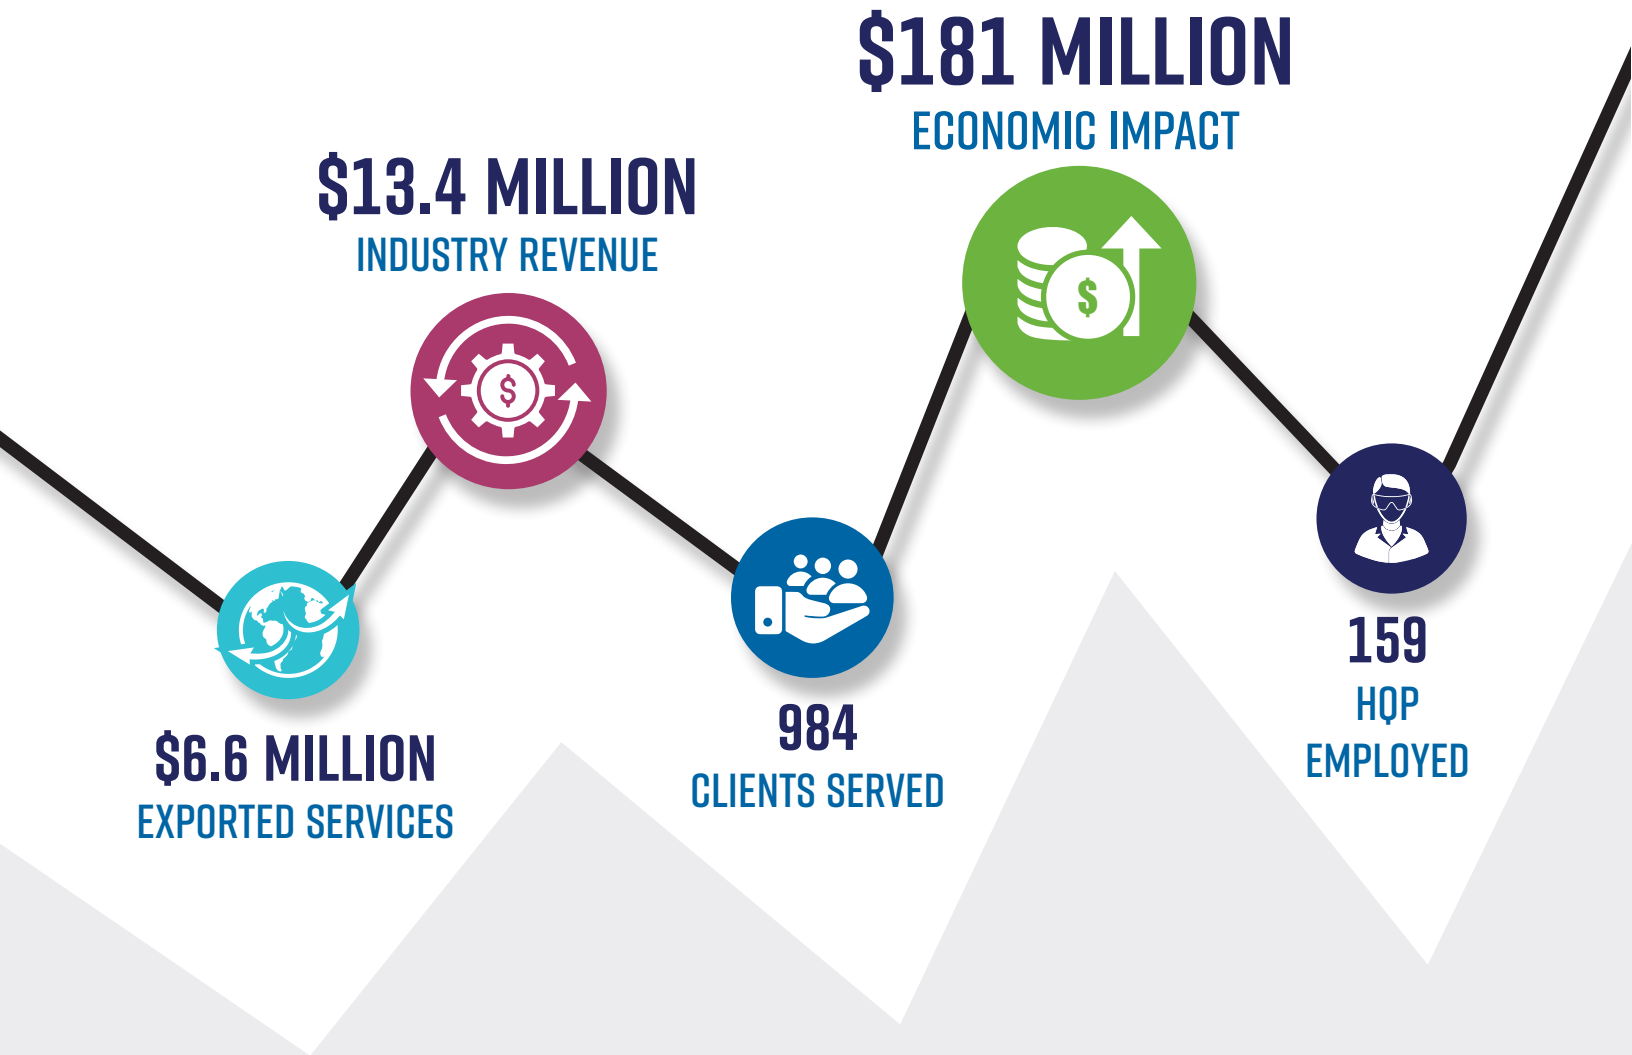 $181 MILLION
ECONOMIC IMPACT
$13.4 MILLION
INDUSTRY REVENUE
$
$
159
HQP
EMPLOYED
984
CLIENTS SERVED
$6.6 MILLION
EXPORTED SERVICES